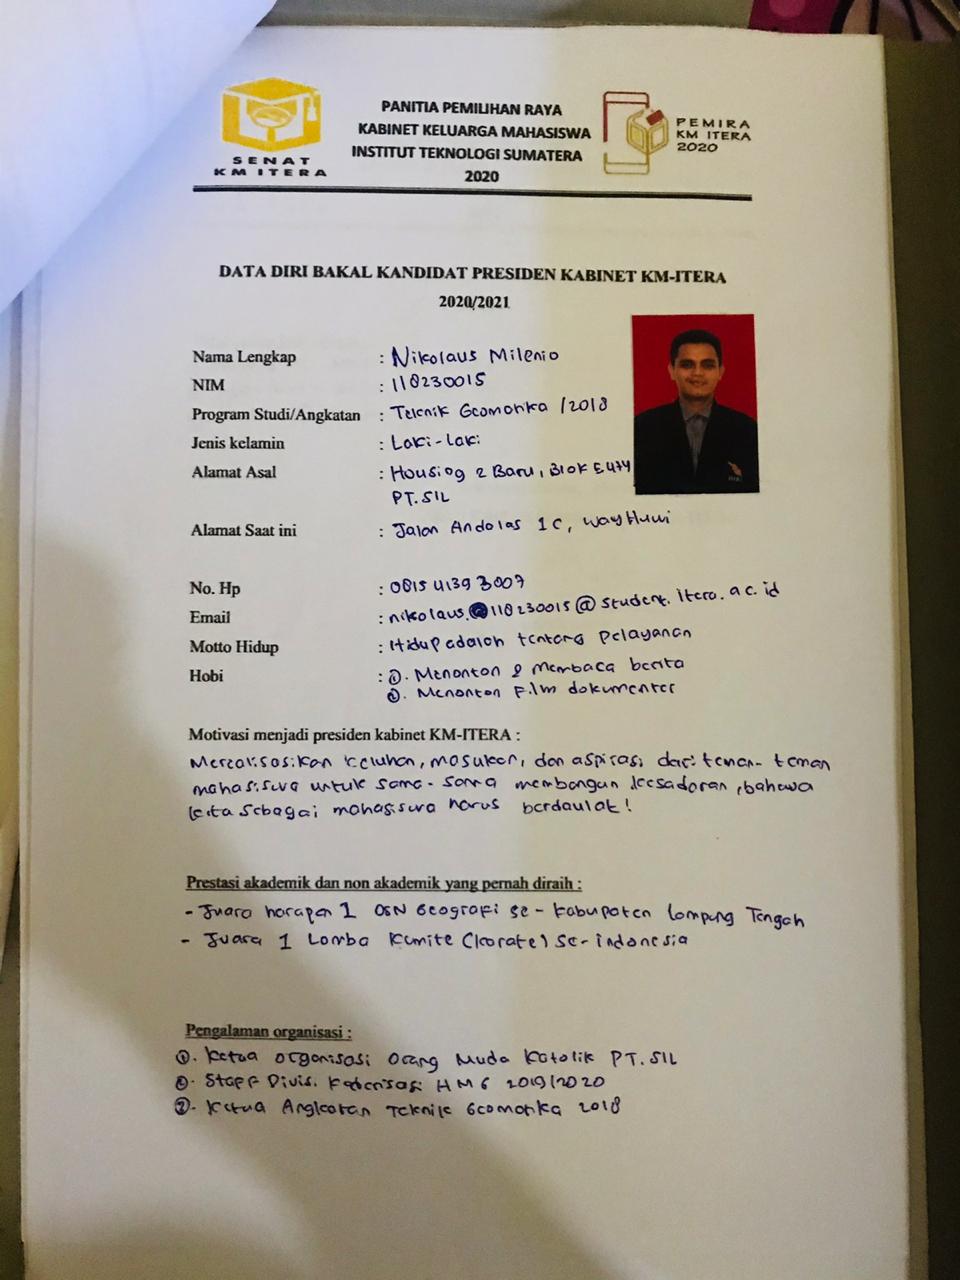 SENAT
KM ITERA
PANITIA PEMILIHAN RAYA
KABINET KELUARGA MAHASISWA
INSTITUT TEKNOLOGI SUMATERA
2020
PEMIRA
KM ITERA
2020
DATA DIRI BAKAL KANDIDAT PRESIDEN KABINET KM-ITERA
2020/2021
Nama Lengkap : Nikolaus Milenio
NIM : 118230015
Program Studi/Angkatan : Teknik Geomatika /2018
Jenis kelamin : Laki-laki
Alamat Asal : Housing 2 Baru, Blok E
PT.SIL
Alamat Saat ini : Jalan Andalas 1C, Way Huwi
No. Hp : 0815 4139 3007
Email : nikolaus.118230015@student.itera.ac.id
Motto Hidup : Hidup adalah tentang pelayanan
Hobi : 1. Menonton & membaca berita
2. Menonton Film dokumenter
Motivasi menjadi presiden kabinet KM-ITERA :
Merealisasikan keluhan, masukan, dan aspirasi dari teman-teman
mahasiswa untuk sama-sama membangun kesadaran, bahwa
kita sebagai mahasiswa harus berdaulat!
Prestasi akademik dan non akademik yang pernah diraih :
- Juara harapan 1 OSN Geografi se-kabupaten Lampung Tengah
- Juara 1 Lomba Kumite (karate) se-indonesia
Pengalaman organisasi :
1. Ketua organisasi Orang Muda Katolik PT.SIL
2. Staff Divisi Kaderisasi HMG 2019/2020
3. Ketua Angkatan Teknik Geomatika 2018